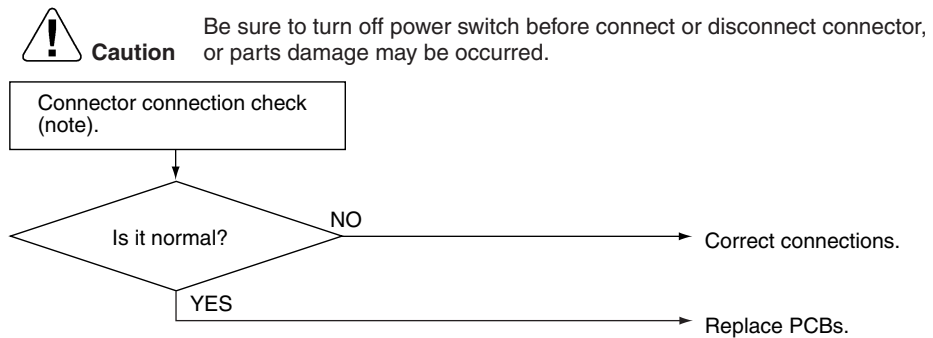 Be sure to turn off power switch before connect or disconnect connector,
Caution or parts damage may be occurred.
Connector connection check
(note).
NO
Is it normal?
Correct connections.
YES
Replace PCBs.